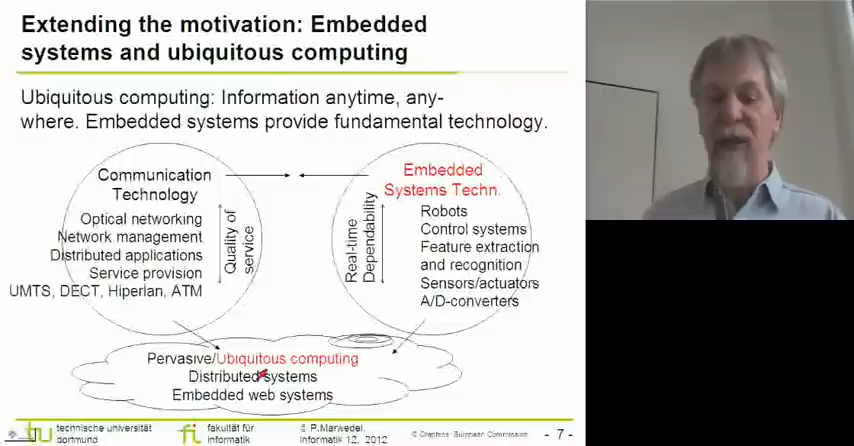 Extending the motivation: Embedded
systems and ubiquitous computing
Ubiquitous computing: Information anytime, any-
where. Embedded systems provide fundamental technology.
Communication
Technology
Optical networking
Network management
Distributed applications
Service provision
UMTS, DECT, Hiperlan, ATM
Quality of
service
Embedded
Systems Techn.
Real-time
Dependability
Robots
Control systems
Feature extraction
and recognition
Sensors/actuators
A/D-converters
Pervasive/Ubiquitous computing
Distributed systems
Embedded web systems
tu
technische universität
dortmund
fi
fakultät für
informatik
© P.Marwedel,
Informatik 12, 2012
© Graphics: European Commission
- 7 -